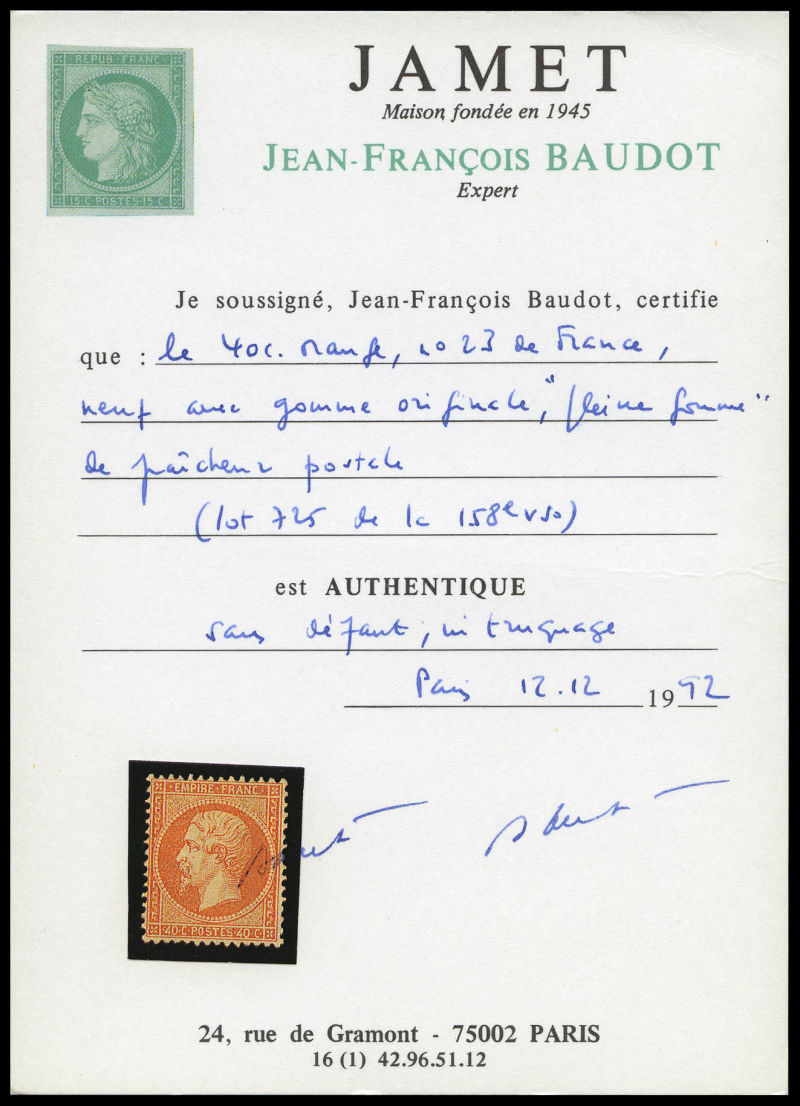 REPUB·FRANC·
15·C·POSTES·15·C
JAMET
Maison fondée en 1945
JEAN-FRANÇOIS BAUDOT
Expert
Je soussigné, Jean-François Baudot, certifie
que : le 40c. orange, no 23 de France,
neuf avec gomme originale, "pleine gomme"
de fraîcheur postale
(lot 725 de la 158e vso)
est AUTHENTIQUE
sans défaut, ni truquage
Paris 12.12 1992
EMPIRE·FRANC·
40·C·POSTES·40·C
24, rue de Gramont - 75002 PARIS
16 (1) 42.96.51.12